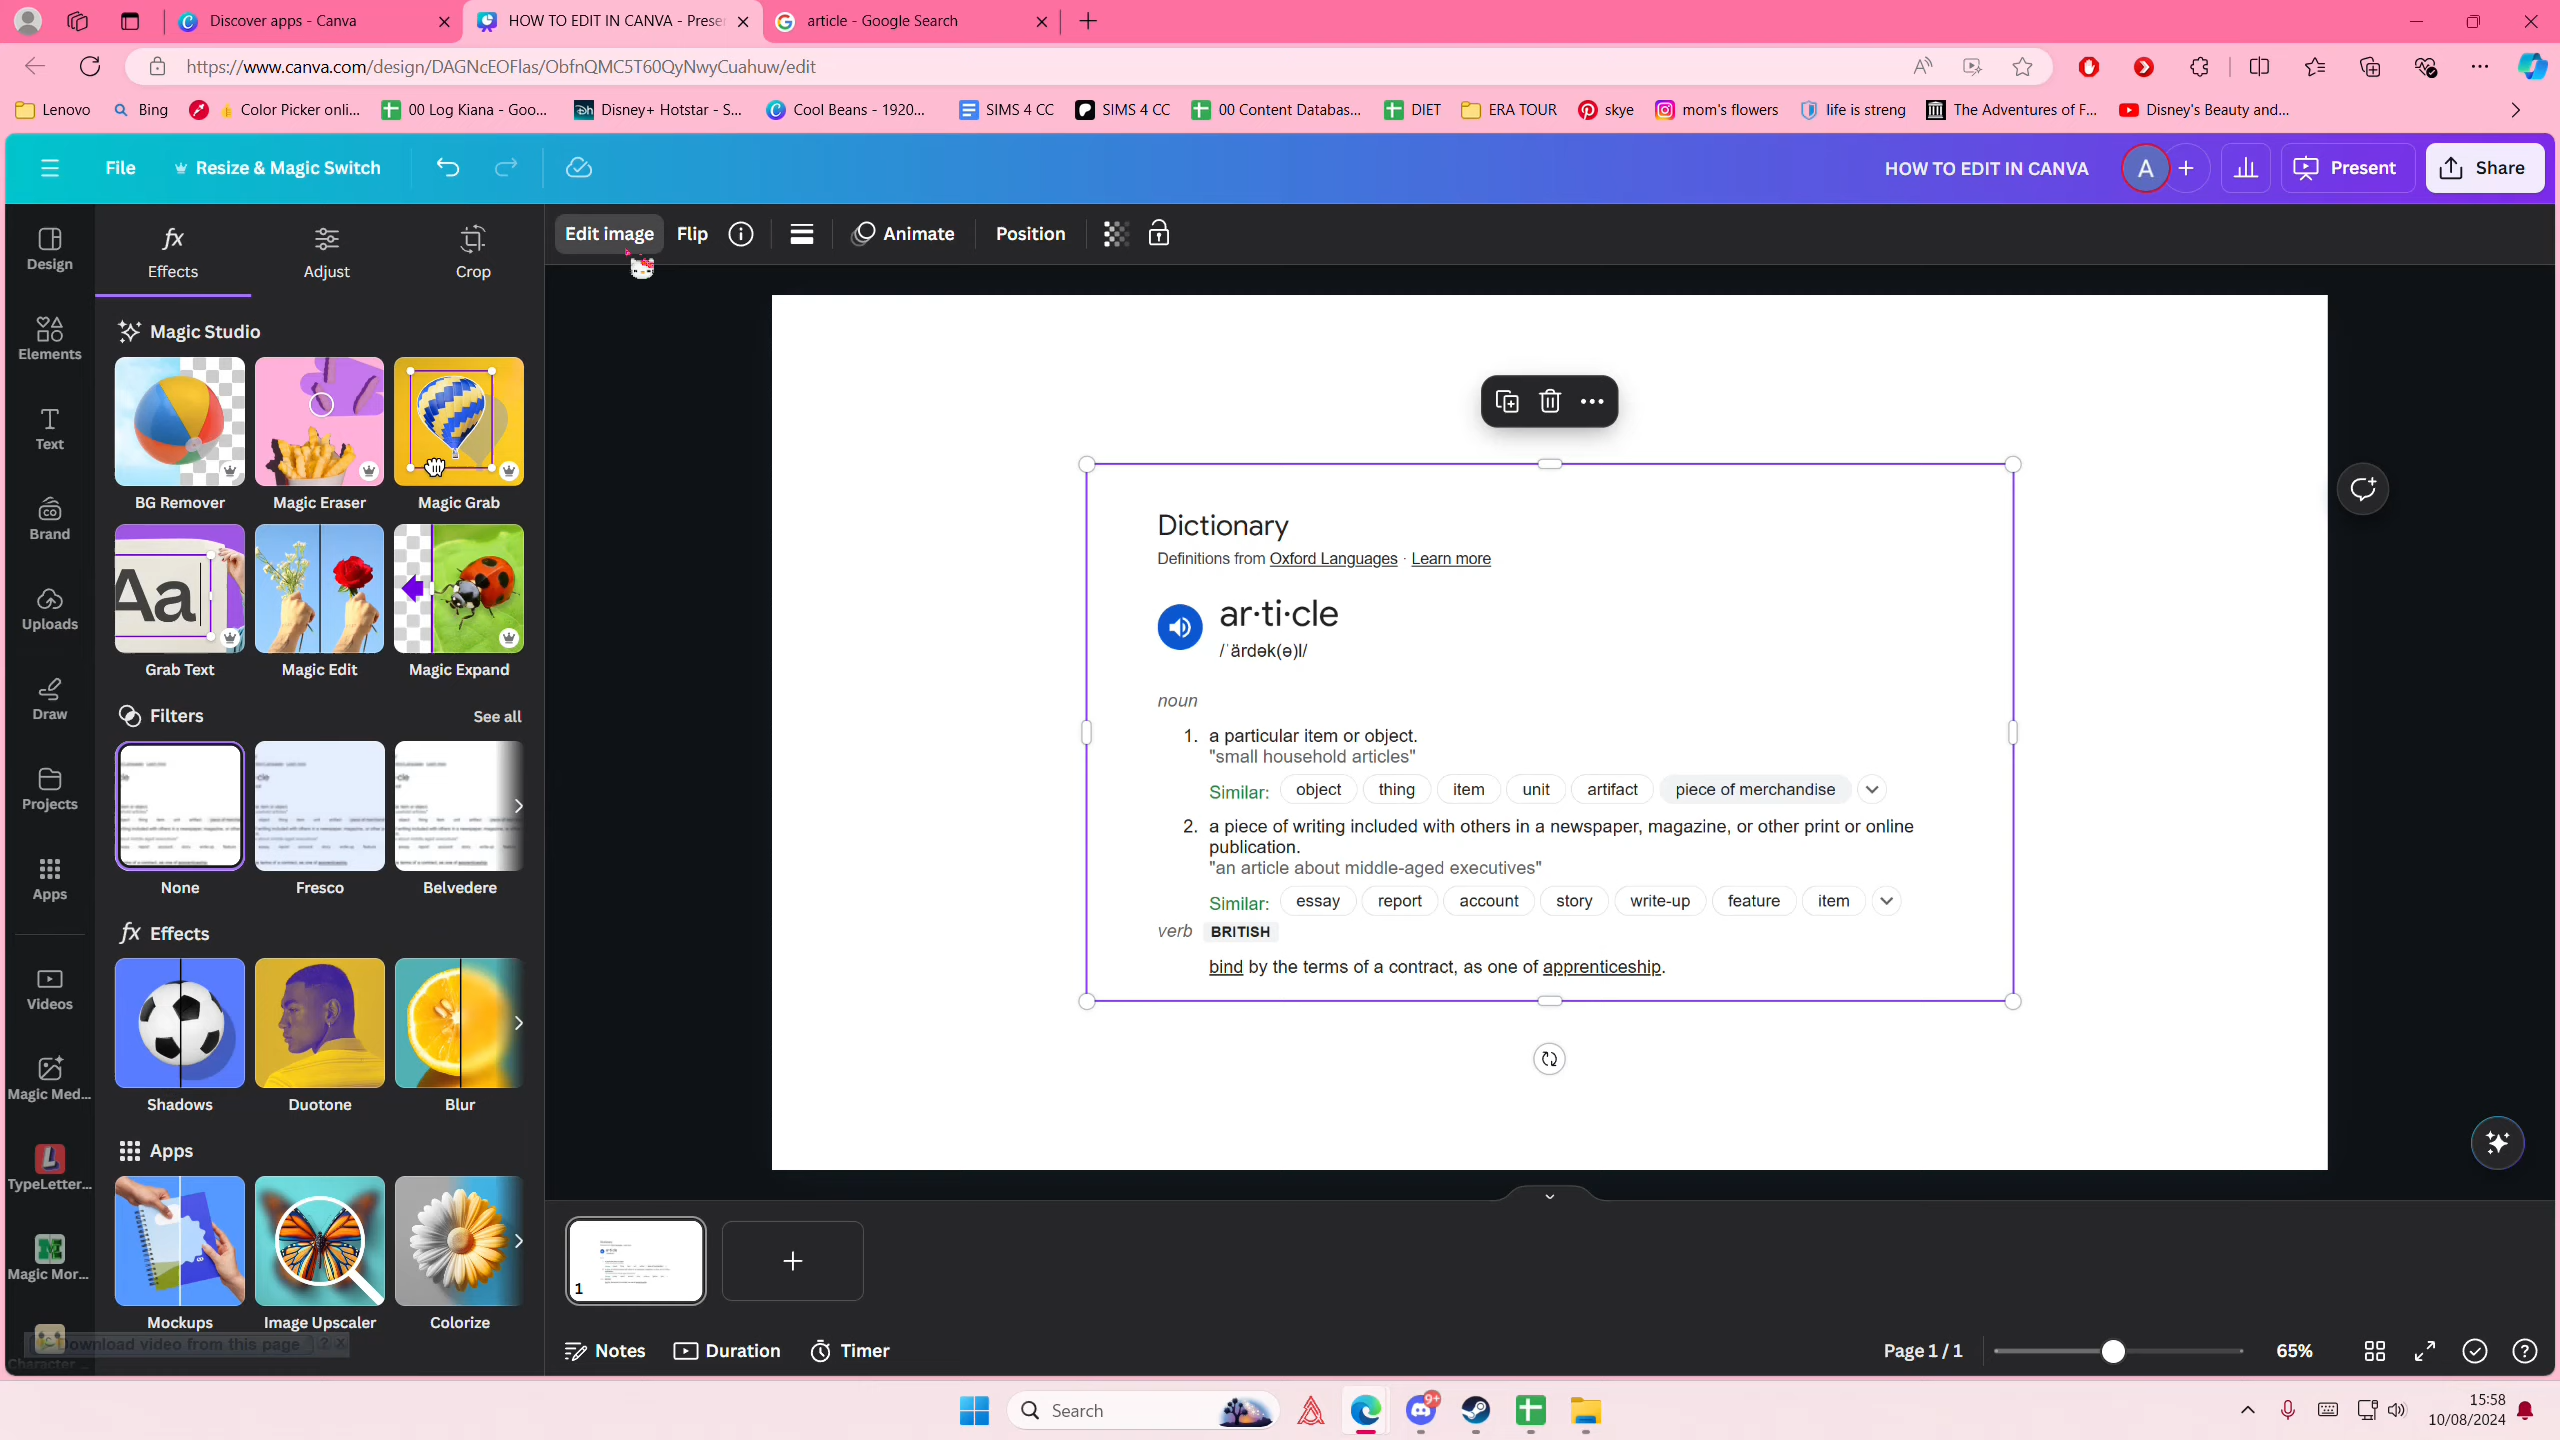 Discover apps - Canva
HOW TO EDIT IN CANVA - Prese
article - Google Search
https://www.canva.com/design/DAGNcEOFlas/ObfnQMC5T60QyNwyCuahuw/edit
Lenovo
Bing
Color Picker onli...
00 Log Kiana - Goo...
Disney+ Hotstar - S...
Cool Beans - 1920...
SIMS 4 CC
SIMS 4 CC
00 Content Databas...
DIET
ERA TOUR
skye
mom's flowers
life is streng
The Adventures of F...
Disney's Beauty and...
File
Resize & Magic Switch
HOW TO EDIT IN CANVA
A
Present
Share
Design
Elements
Text
Brand
Uploads
Draw
Projects
Apps
Videos
Magic Med...
TypeLetter...
Magic Mor...
Character ...
Effects
Adjust
Crop
Magic Studio
BG Remover
Magic Eraser
Magic Grab
Aa
Grab Text
Magic Edit
Magic Expand
Filters
See all
None
Fresco
Belvedere
fx Effects
Shadows
Duotone
Blur
Apps
Mockups
Image Upscaler
Colorize
Download video from this page
Edit image
Flip
Animate
Position
Dictionary
Definitions from Oxford Languages · Learn more
ar·ti·cle
/ˈärdək(ə)l/
noun
1. a particular item or object.
"small household articles"
Similar: object thing item unit artifact piece of merchandise
2. a piece of writing included with others in a newspaper, magazine, or other print or online
publication.
"an article about middle-aged executives"
Similar: essay report account story write-up feature item
verb BRITISH
bind by the terms of a contract, as one of apprenticeship.
1
Notes
Duration
Timer
Page 1 / 1
65%
Search
9+
15:58
10/08/2024